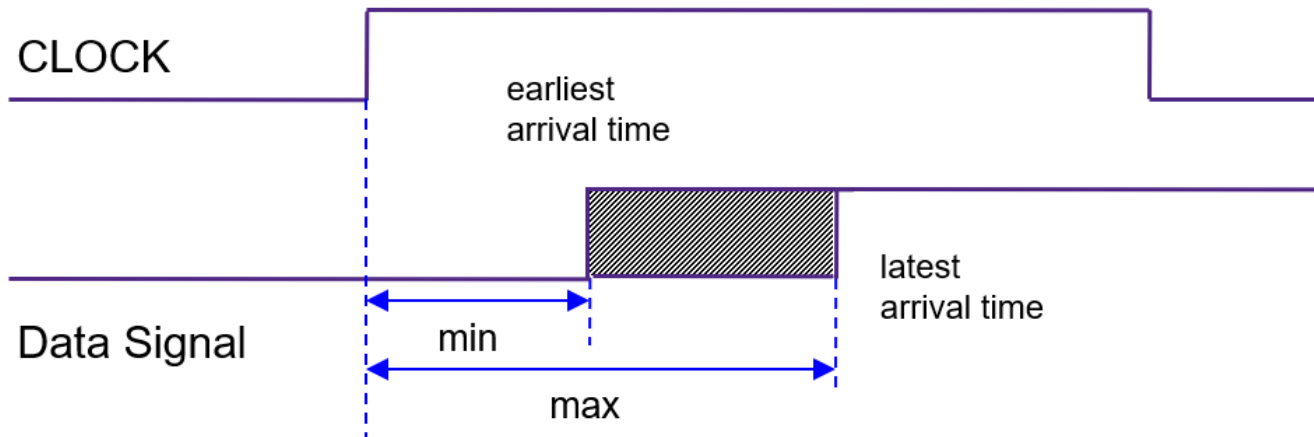 CLOCK
earliest
arrival time
latest
arrival time
Data Signal
min
max